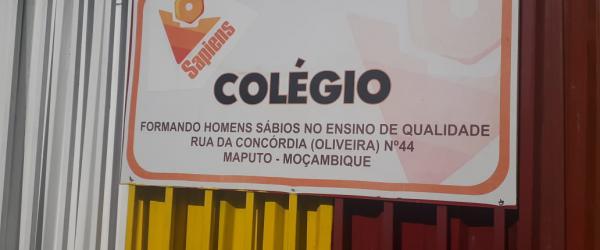 Sapiens
COLÉGIO
FORMANDO HOMENS SÁBIOS NO ENSINO DE QUALIDADE
RUA DA CONCÓRDIA (OLIVEIRA) Nº44
MAPUTO - MOÇAMBIQUE